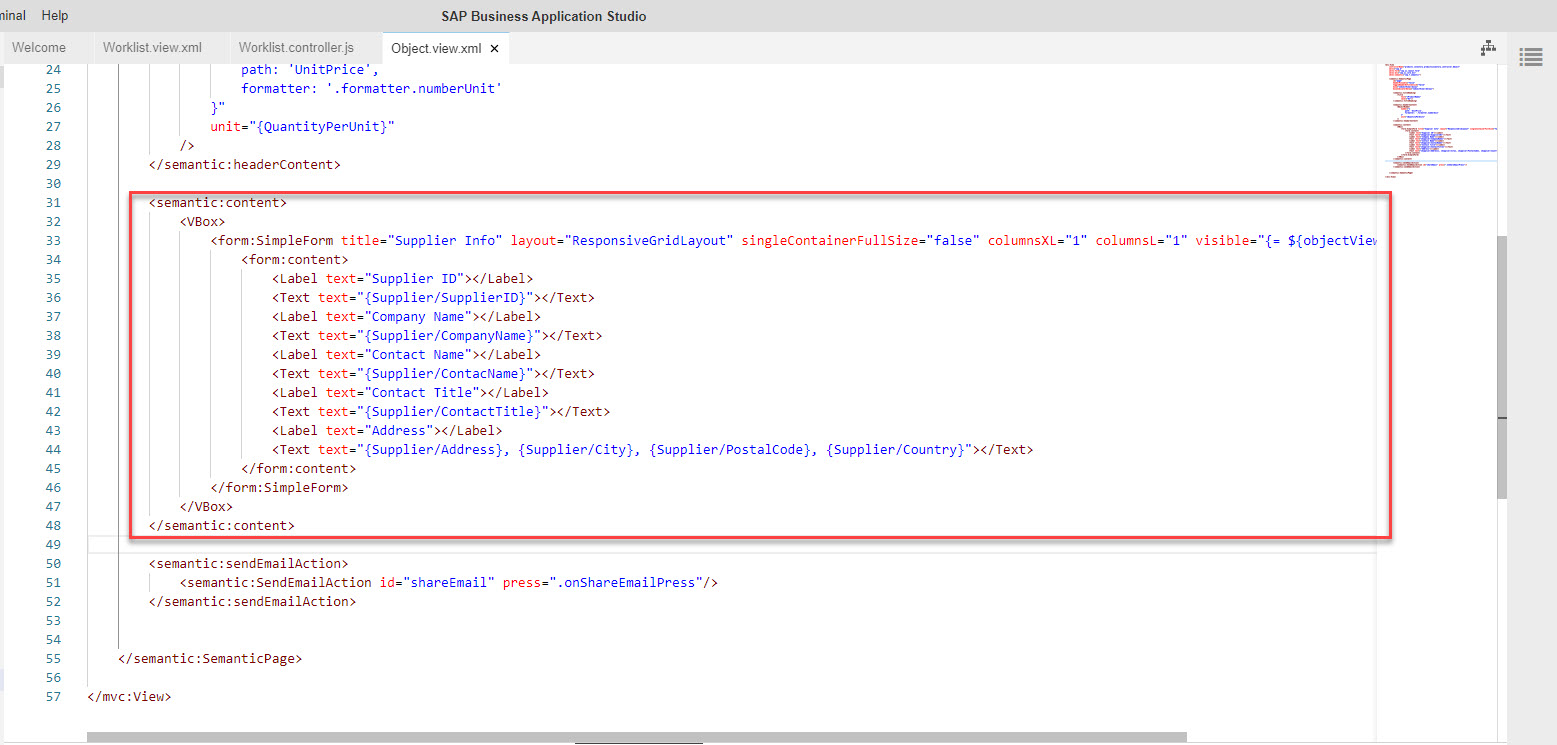 minal Help SAP Business Application Studio
Welcome Worklist.view.xml Worklist.controller.js Object.view.xml ×
24 path: 'UnitPrice',
25 formatter: '.formatter.numberUnit'
26 }"
27 unit="{QuantityPerUnit}"
28 />
29 </semantic:headerContent>
30
31 <semantic:content>
32 <VBox>
33 <form:SimpleForm title="Supplier Info" layout="ResponsiveGridLayout" singleContainerFullSize="false" columnsXL="1" columnsL="1" visible="{= ${objectView
34 <form:content>
35 <Label text="Supplier ID"></Label>
36 <Text text="{Supplier/SupplierID}"></Text>
37 <Label text="Company Name"></Label>
38 <Text text="{Supplier/CompanyName}"></Text>
39 <Label text="Contact Name"></Label>
40 <Text text="{Supplier/ContacName}"></Text>
41 <Label text="Contact Title"></Label>
42 <Text text="{Supplier/ContactTitle}"></Text>
43 <Label text="Address"></Label>
44 <Text text="{Supplier/Address}, {Supplier/City}, {Supplier/PostalCode}, {Supplier/Country}"></Text>
45 </form:content>
46 </form:SimpleForm>
47 </VBox>
48 </semantic:content>
49
50 <semantic:sendEmailAction>
51 <semantic:SendEmailAction id="shareEmail" press=".onShareEmailPress"/>
52 </semantic:sendEmailAction>
53
54
55 </semantic:SemanticPage>
56
57 </mvc:View>